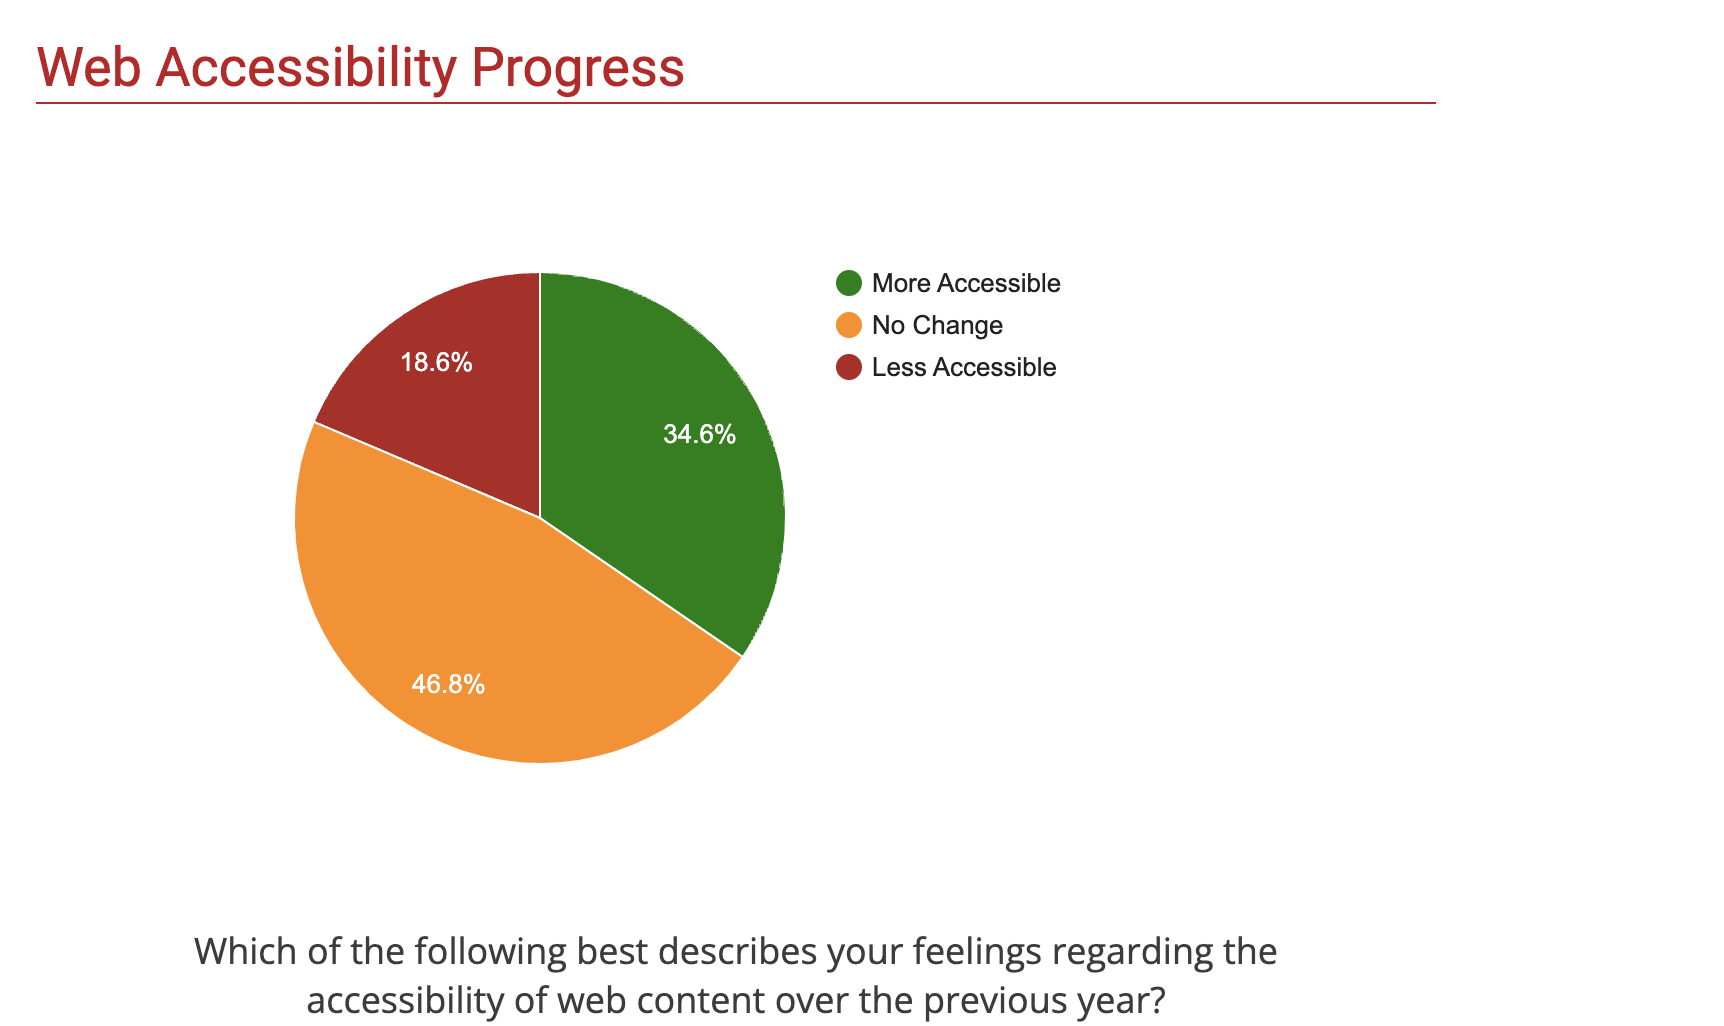 Web Accessibility Progress
More Accessible
No Change
Less Accessible
18.6%
34.6%
46.8%
Which of the following best describes your feelings regarding the
accessibility of web content over the previous year?